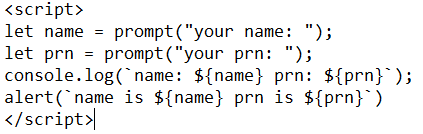 <script>
let name = prompt("your name: ");
let prn = prompt("your prn: ");
console.log(`name: ${name} prn: ${prn}`);
alert(`name is ${name} prn is ${prn}`)
</script>